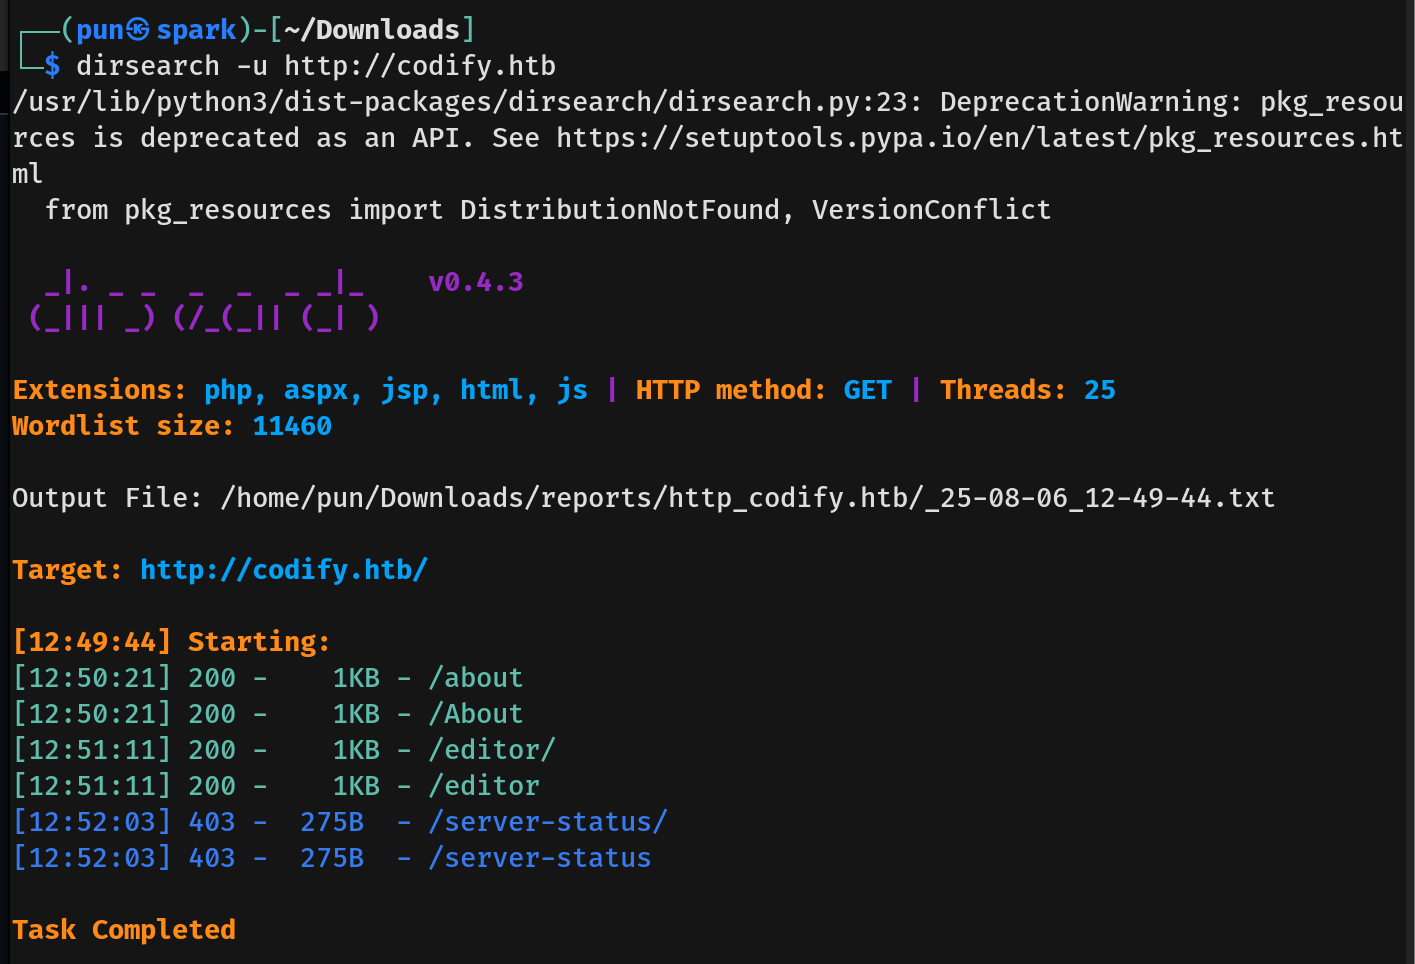 ┌──(pun㉿spark)-[~/Downloads]
└─$ dirsearch -u http://codify.htb
/usr/lib/python3/dist-packages/dirsearch/dirsearch.py:23: DeprecationWarning: pkg_resou
rces is deprecated as an API. See https://setuptools.pypa.io/en/latest/pkg_resources.ht
ml
  from pkg_resources import DistributionNotFound, VersionConflict

  _|. _ _  _  _  _ _|_    v0.4.3
 (_||| _) (/_(_|| (_| )

Extensions: php, aspx, jsp, html, js | HTTP method: GET | Threads: 25
Wordlist size: 11460

Output File: /home/pun/Downloads/reports/http_codify.htb/_25-08-06_12-49-44.txt

Target: http://codify.htb/

[12:49:44] Starting:
[12:50:21] 200 -    1KB - /about
[12:50:21] 200 -    1KB - /About
[12:51:11] 200 -    1KB - /editor/
[12:51:11] 200 -    1KB - /editor
[12:52:03] 403 -  275B  - /server-status/
[12:52:03] 403 -  275B  - /server-status

Task Completed